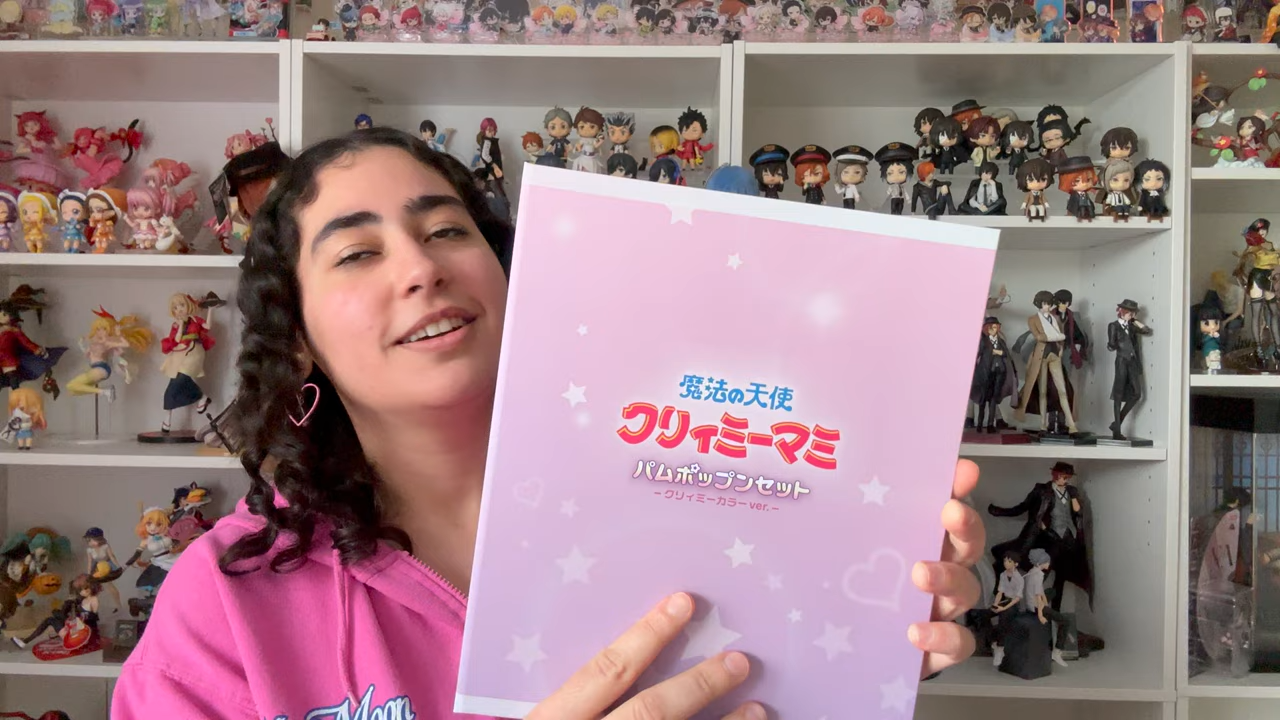 魔法の天使
クリィミーマミ
パムポップンセット
-クリィミーカラーver.-
Moon